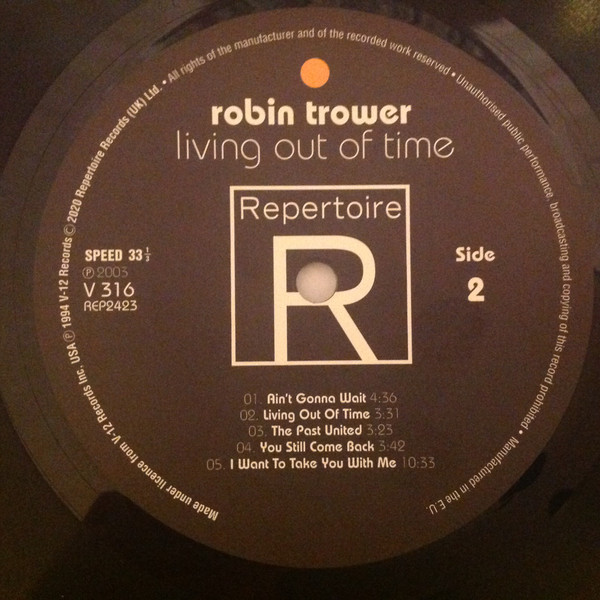 robin trower
living out of time
Repertoire
R
SPEED 33 1/3
℗ 2003
V 316
REP2423
Side
2
01. Ain't Gonna Wait 4:36
02. Living Out Of Time 3:31
03. The Past United 3:23
04. You Still Come Back 3:42
05. I Want To Take You With Me 10:33
Made under licence from V-12 Records Inc. USA ℗ 1994 V-12 Records © 2020 Repertoire Records (UK) Ltd. • All rights of the manufacturer and of the recorded work reserved • Unauthorised public performance, broadcasting and copying of this record prohibited • Manufactured in the E.U.